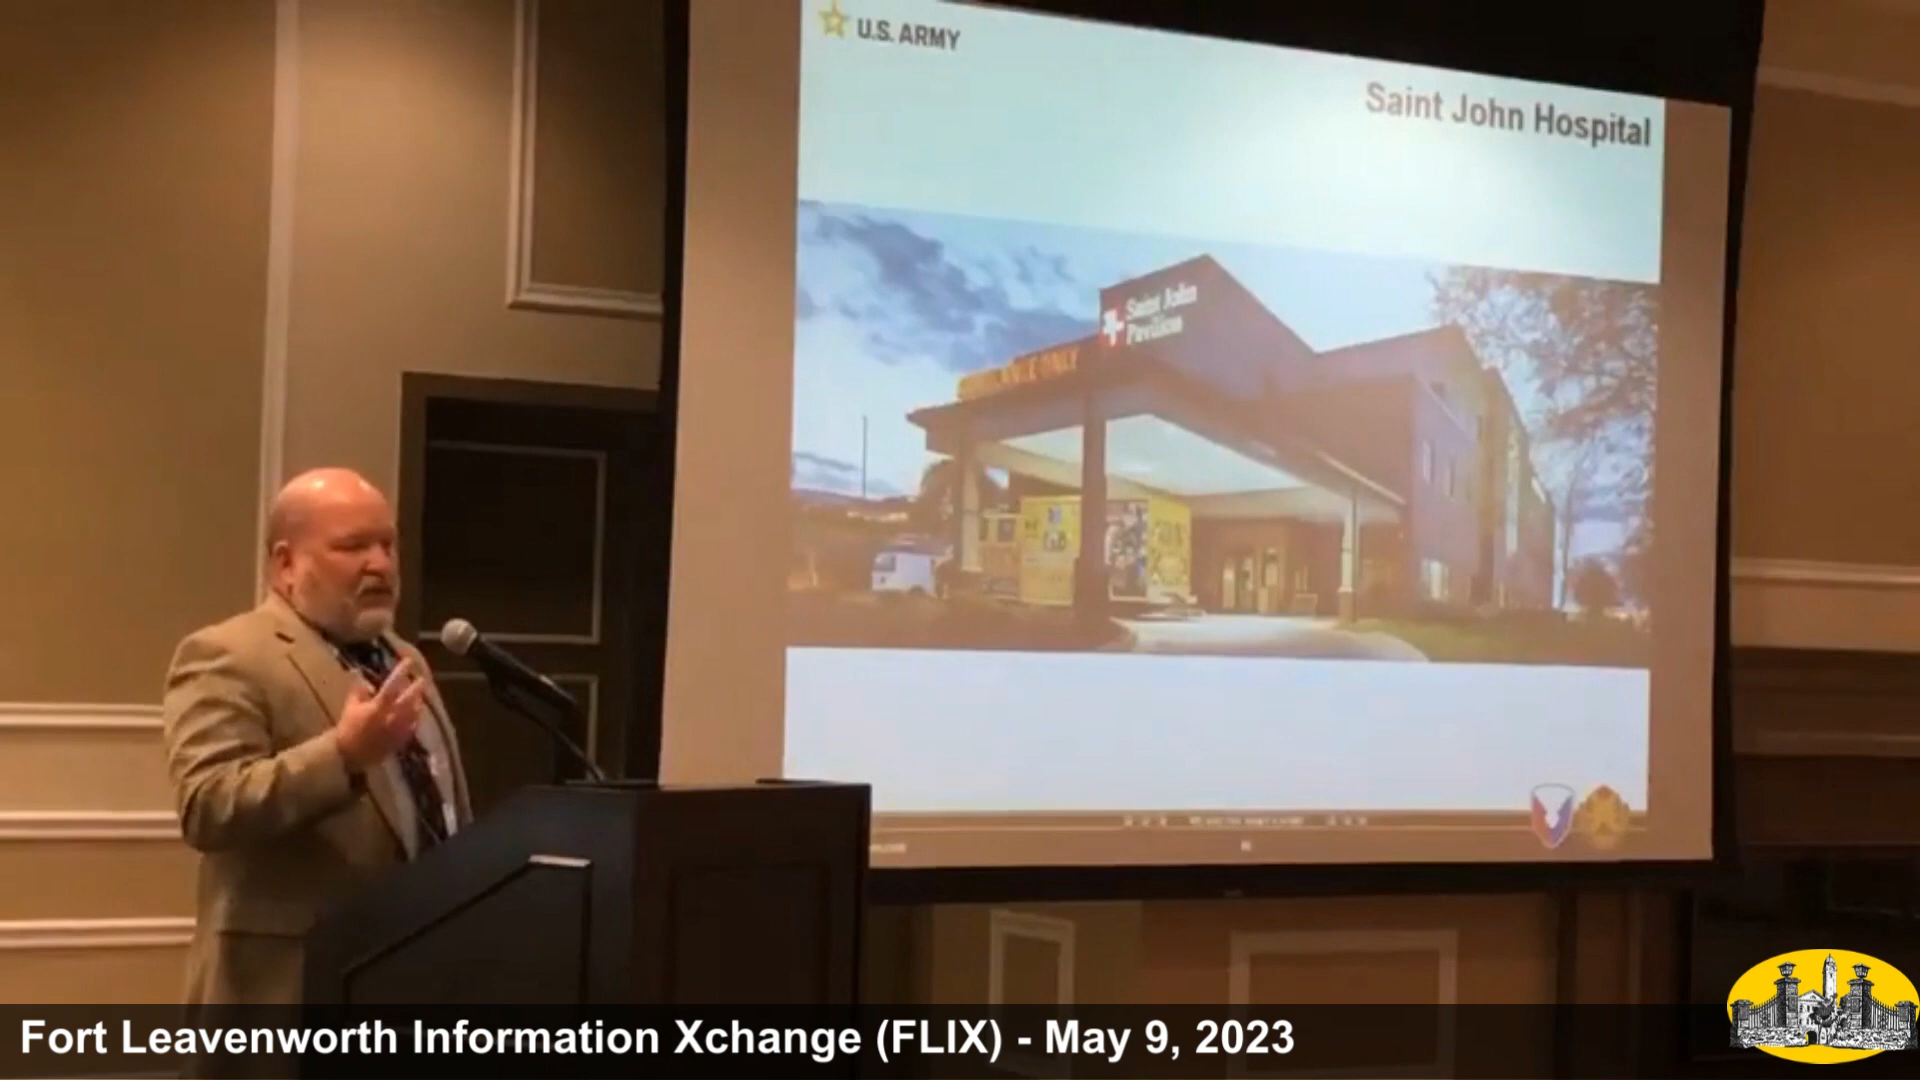 U.S. ARMY
Saint John Hospital
Saint John
Pavilion
Fort Leavenworth Information Xchange (FLIX) - May 9, 2023